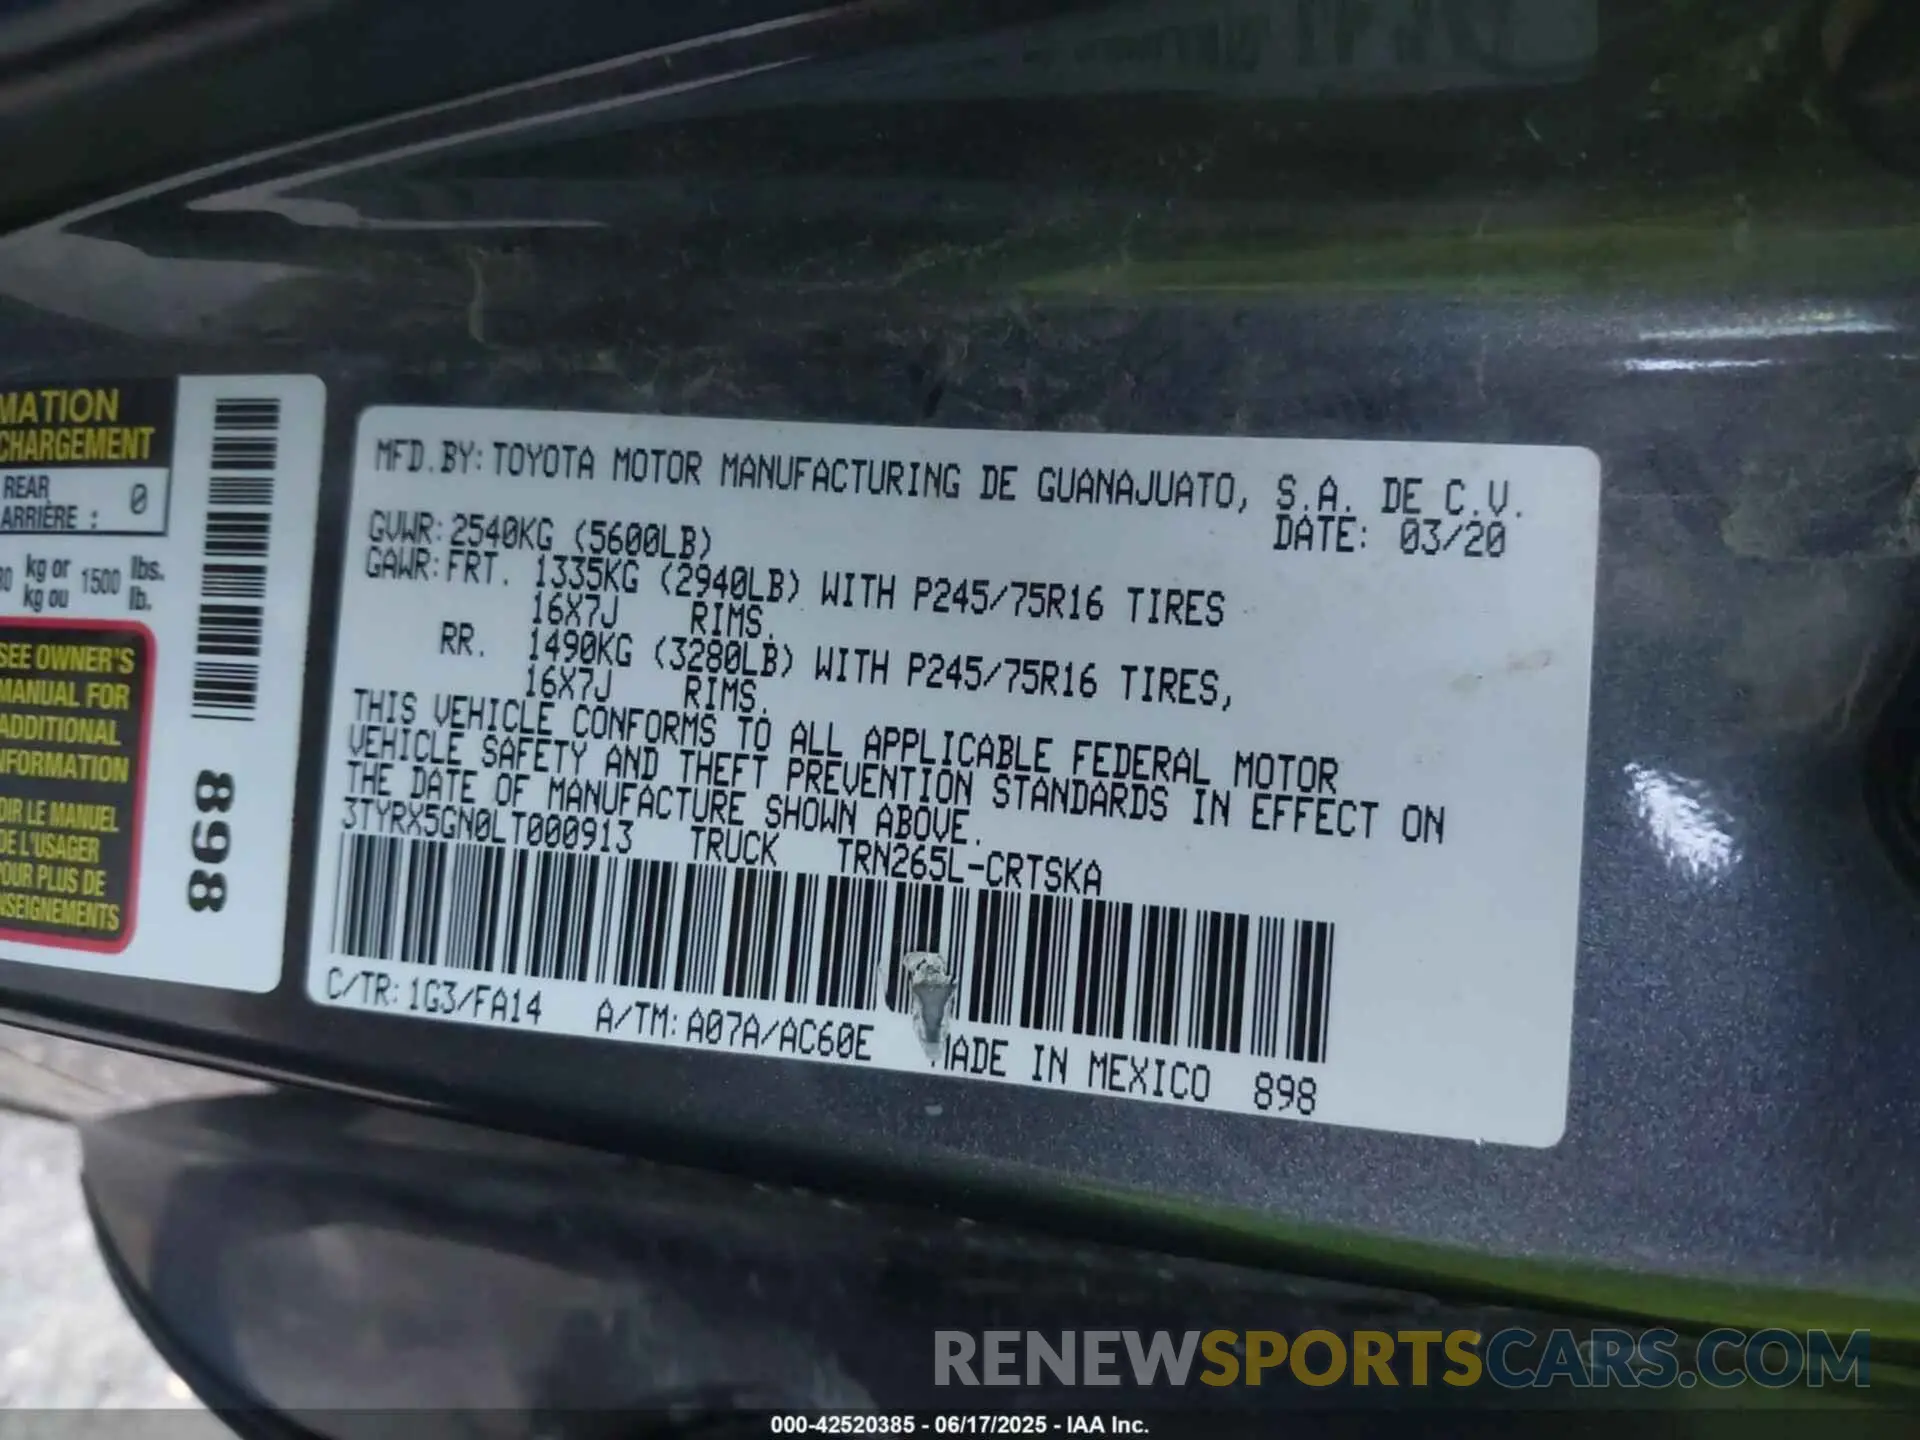 MATION
CHARGEMENT
REAR
ARRIÈRE : 0
kg or
kg ou 1500 lbs.
lb.
SEE OWNER'S
MANUAL FOR
ADDITIONAL
NFORMATION
OIR LE MANUEL
DE L'USAGER
POUR PLUS DE
NSEIGNEMENTS
898
MFD.BY: TOYOTA MOTOR MANUFACTURING DE GUANAJUATO, S.A. DE C.V.
DATE: 03/20
GVWR: 2540KG (5600LB)
GAWR: FRT. 1335KG (2940LB) WITH P245/75R16 TIRES
16X7J RIMS.
RR. 1490KG (3280LB) WITH P245/75R16 TIRES,
16X7J RIMS.
THIS VEHICLE CONFORMS TO ALL APPLICABLE FEDERAL MOTOR
VEHICLE SAFETY AND THEFT PREVENTION STANDARDS IN EFFECT ON
THE DATE OF MANUFACTURE SHOWN ABOVE.
3TYRX5GN0LT000913 TRUCK TRN265L-CRTSKA
C/TR: 1G3/FA14 A/TM: A07A/AC60E MADE IN MEXICO 898
RENEWSPORTSCARS.COM
000-42520385 - 06/17/2025 - IAA Inc.